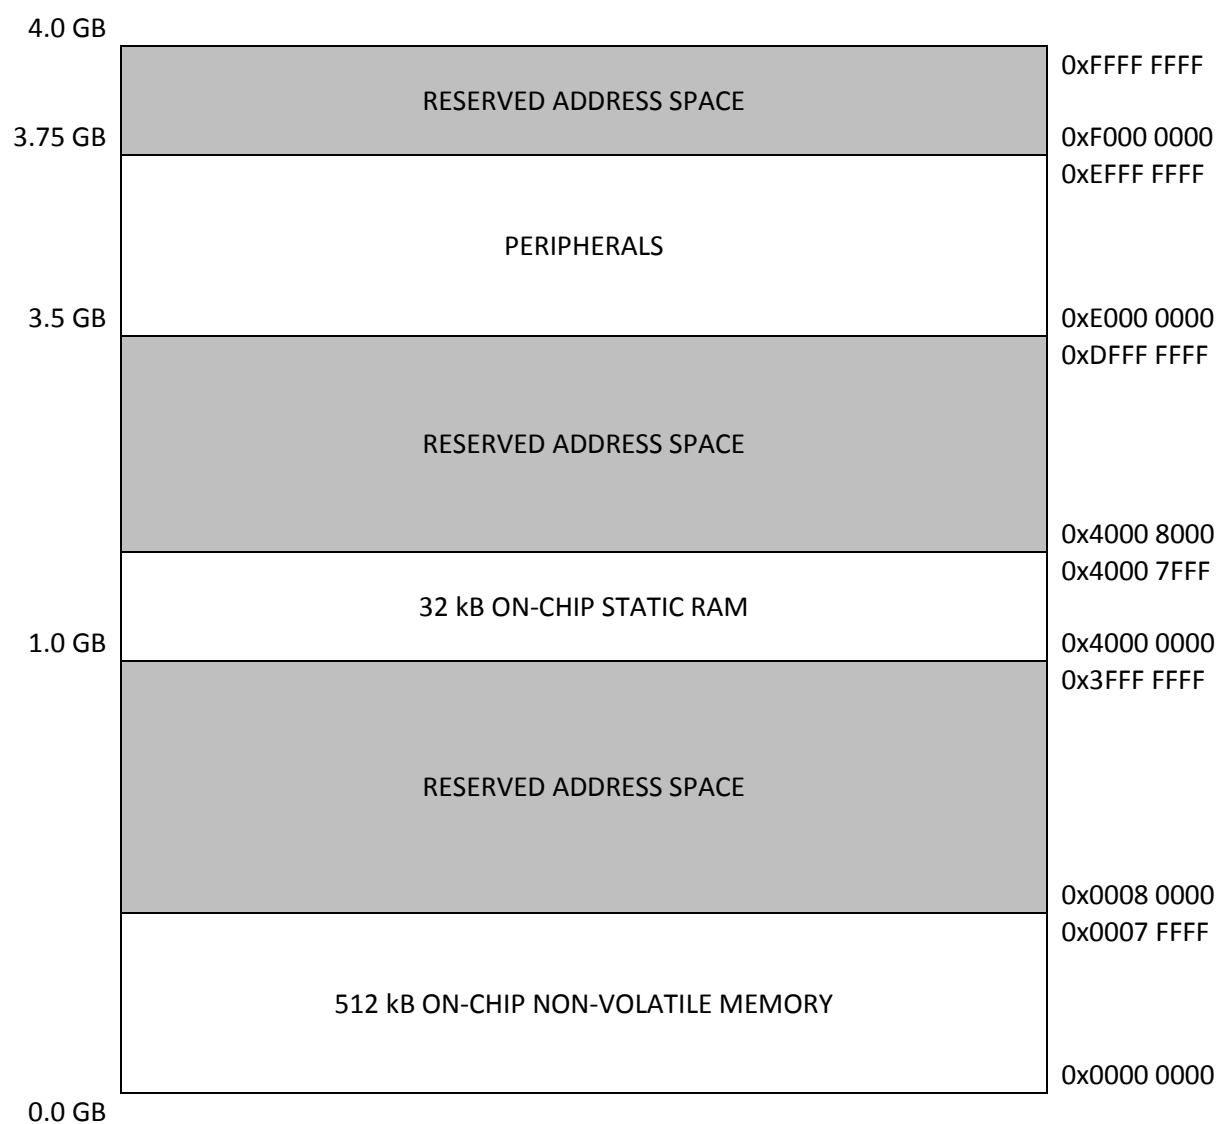 4.0 GB
0xFFFF FFFF
RESERVED ADDRESS SPACE
3.75 GB
0xF000 0000
0xEFFF FFFF
PERIPHERALS
3.5 GB
0xE000 0000
0xDFFF FFFF
RESERVED ADDRESS SPACE
0x4000 8000
0x4000 7FFF
32 kB ON-CHIP STATIC RAM
1.0 GB
0x4000 0000
0x3FFF FFFF
RESERVED ADDRESS SPACE
0x0008 0000
0x0007 FFFF
512 kB ON-CHIP NON-VOLATILE MEMORY
0x0000 0000
0.0 GB